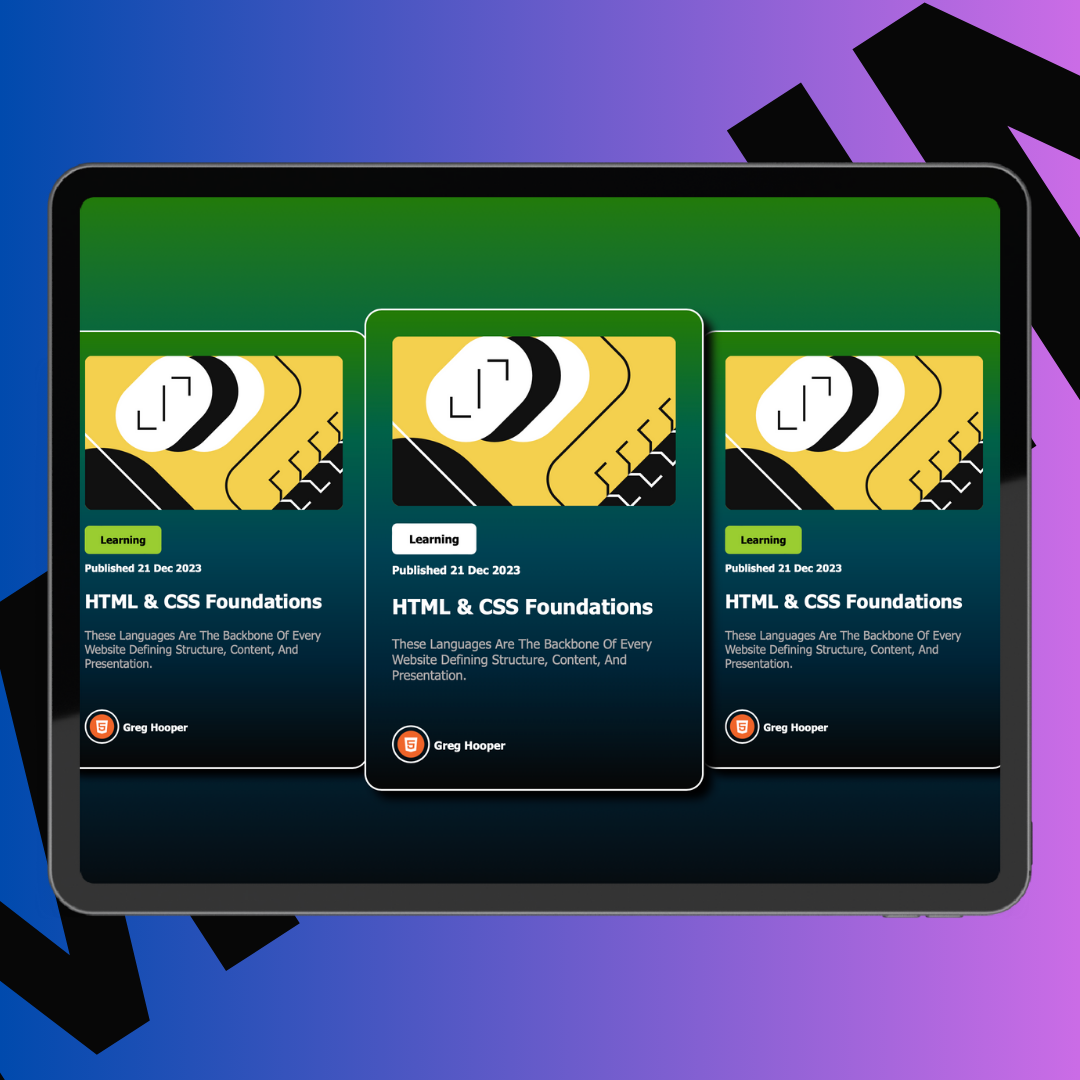 Learning
Published 21 Dec 2023
HTML & CSS Foundations
These Languages Are The Backbone Of Every
Website Defining Structure, Content, And
Presentation.
Greg Hooper
Learning
Published 21 Dec 2023
HTML & CSS Foundations
These Languages Are The Backbone Of Every
Website Defining Structure, Content, And
Presentation.
Greg Hooper
Learning
Published 21 Dec 2023
HTML & CSS Foundations
These Languages Are The Backbone Of Every
Website Defining Structure, Content, And
Presentation.
Greg Hooper